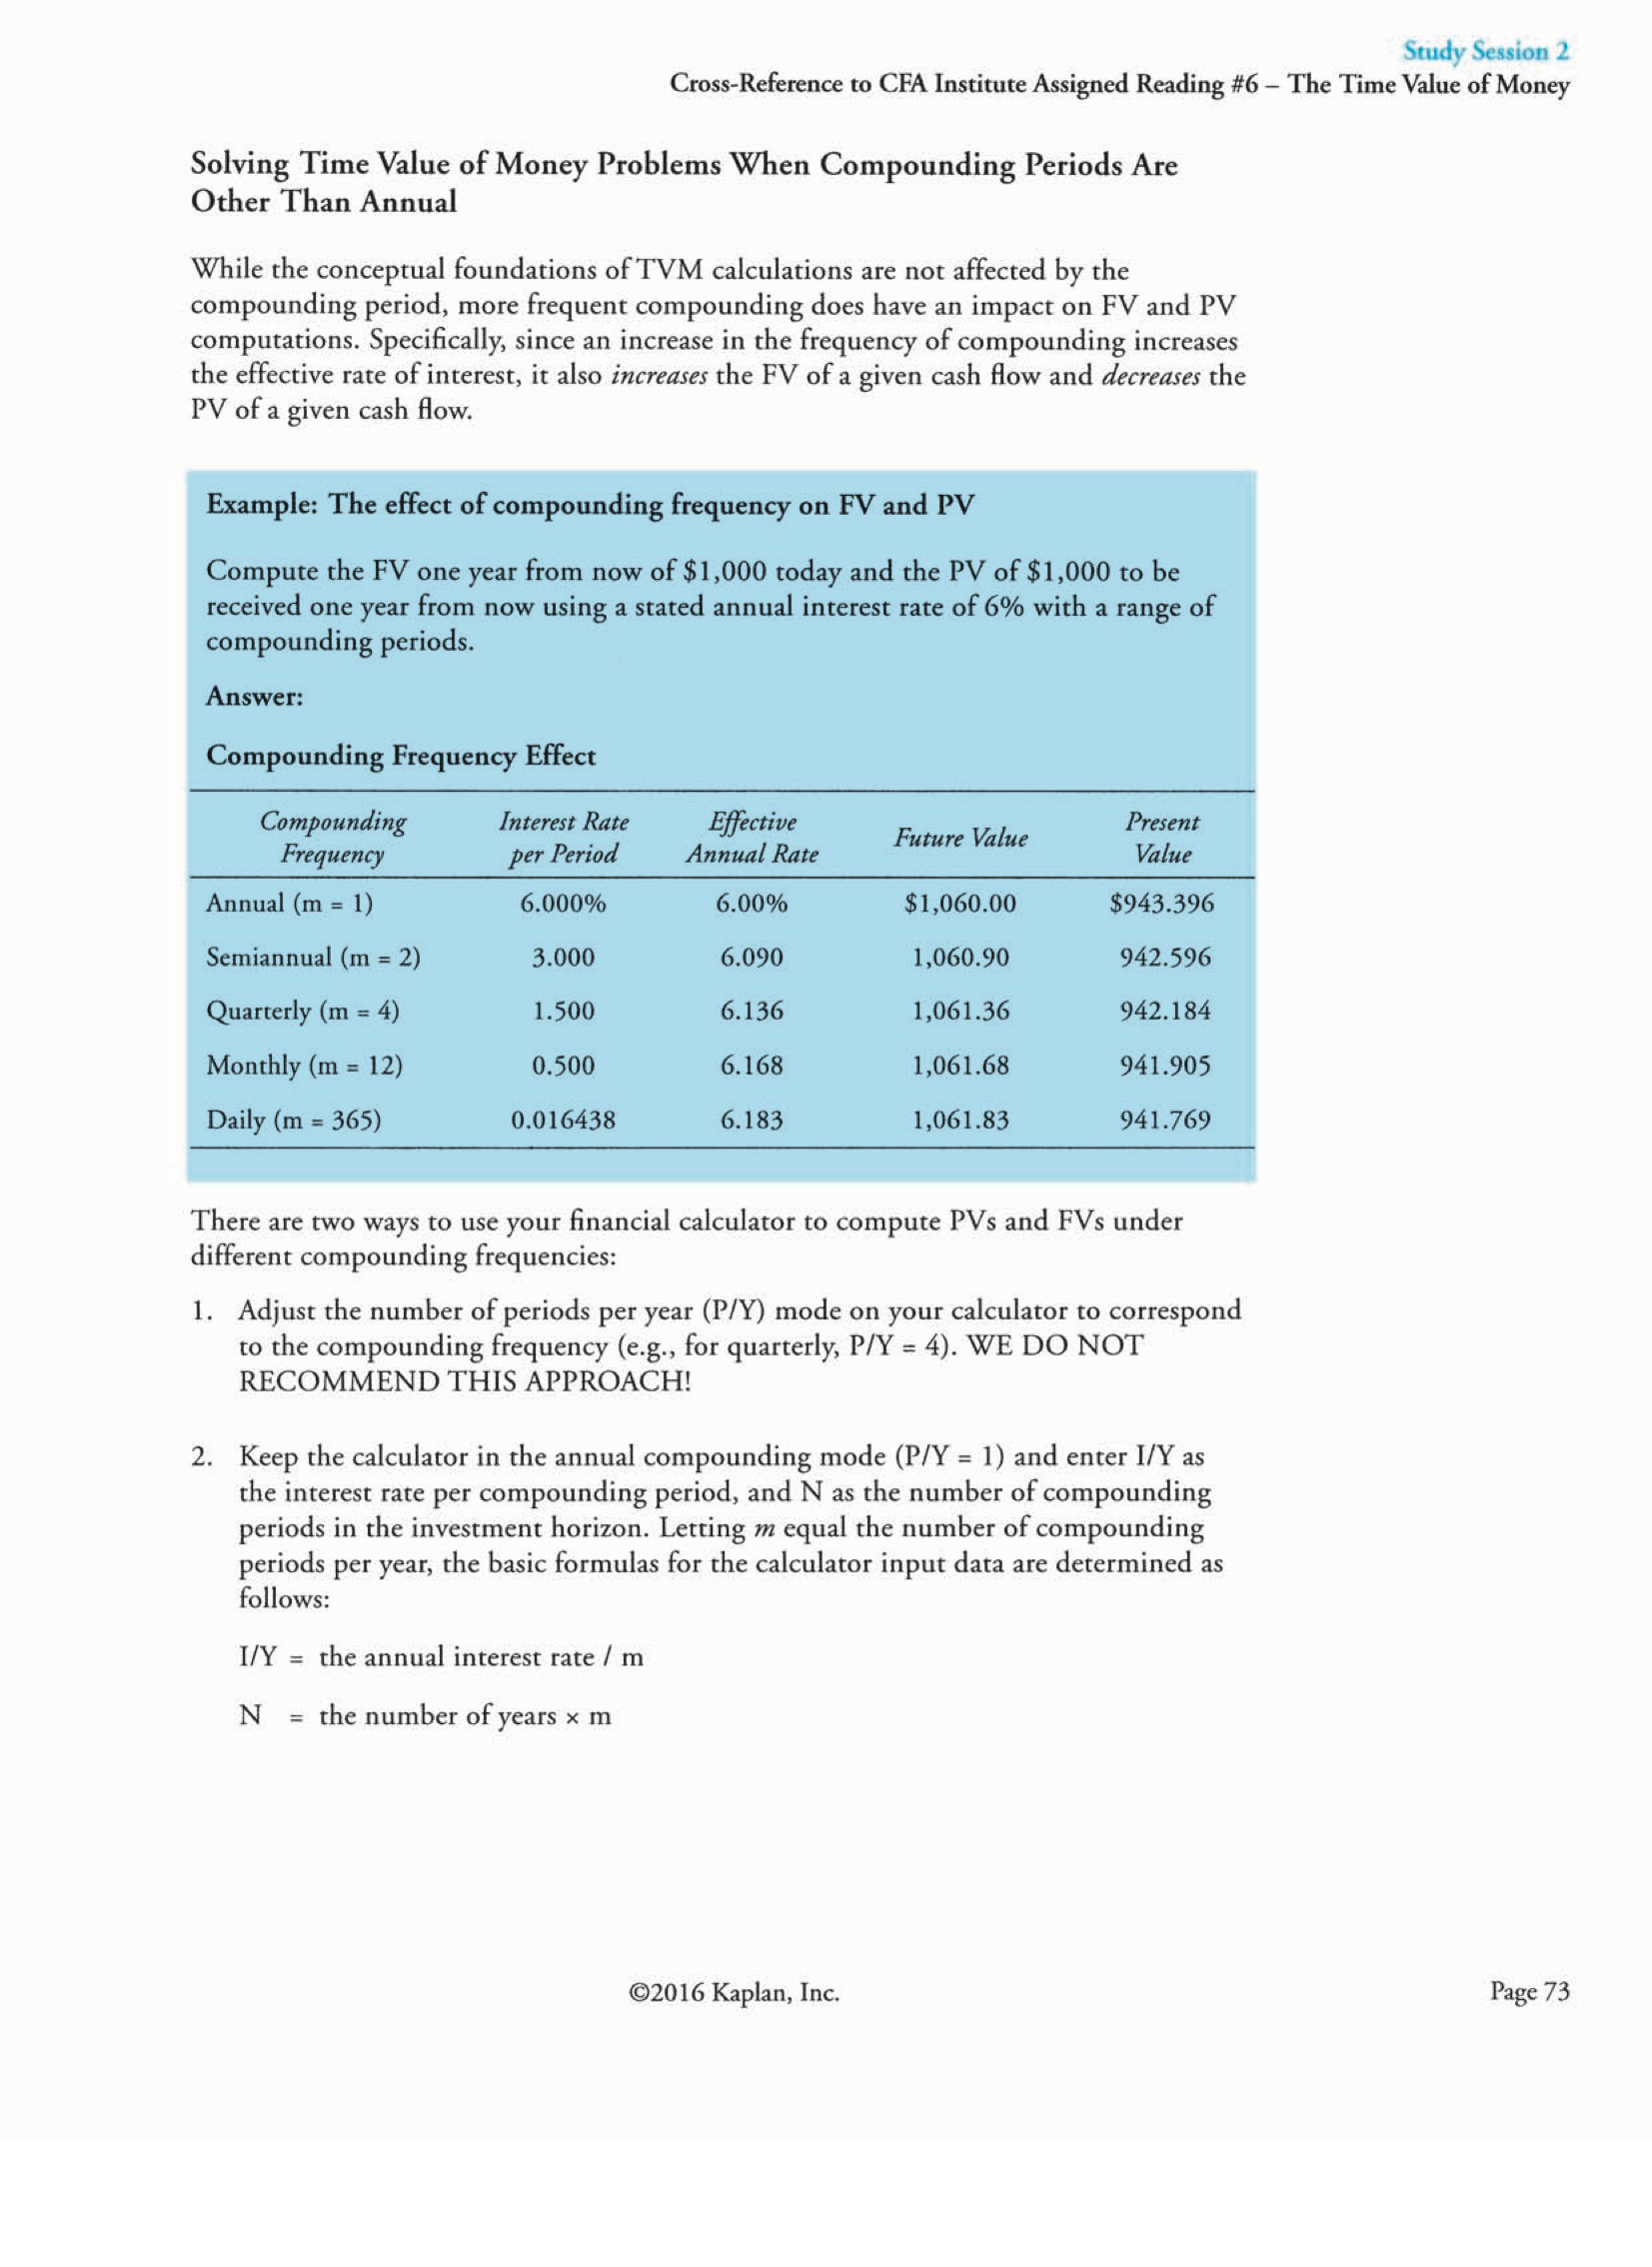 Study Session 2
Cross-Reference to CFA Institute Assigned Reading #6 – The Time Value of Money
Solving Time Value of Money Problems When Compounding Periods Are
Other Than Annual
While the conceptual foundations of TVM calculations are not affected by the
compounding period, more frequent compounding does have an impact on FV and PV
computations. Specifically, since an increase in the frequency of compounding increases
the effective rate of interest, it also increases the FV of a given cash flow and decreases the
PV of a given cash flow.
Example: The effect of compounding frequency on FV and PV
Compute the FV one year from now of $1,000 today and the PV of $1,000 to be
received one year from now using a stated annual interest rate of 6% with a range of
compounding periods.
Answer:
Compounding Frequency Effect
Compounding Frequency Interest Rate per Period Effective Annual Rate Future Value Present Value
Annual (m = 1) 6.000% 6.00% $1,060.00 $943.396
Semiannual (m = 2) 3.000 6.090 1,060.90 942.596
Quarterly (m = 4) 1.500 6.136 1,061.36 942.184
Monthly (m = 12) 0.500 6.168 1,061.68 941.905
Daily (m = 365) 0.016438 6.183 1,061.83 941.769
There are two ways to use your financial calculator to compute PVs and FVs under
different compounding frequencies:
1. Adjust the number of periods per year (P/Y) mode on your calculator to correspond
to the compounding frequency (e.g., for quarterly, P/Y = 4). WE DO NOT
RECOMMEND THIS APPROACH!
2. Keep the calculator in the annual compounding mode (P/Y = 1) and enter I/Y as
the interest rate per compounding period, and N as the number of compounding
periods in the investment horizon. Letting m equal the number of compounding
periods per year, the basic formulas for the calculator input data are determined as
follows:
I/Y = the annual interest rate / m
N = the number of years × m
©2016 Kaplan, Inc.
Page 73